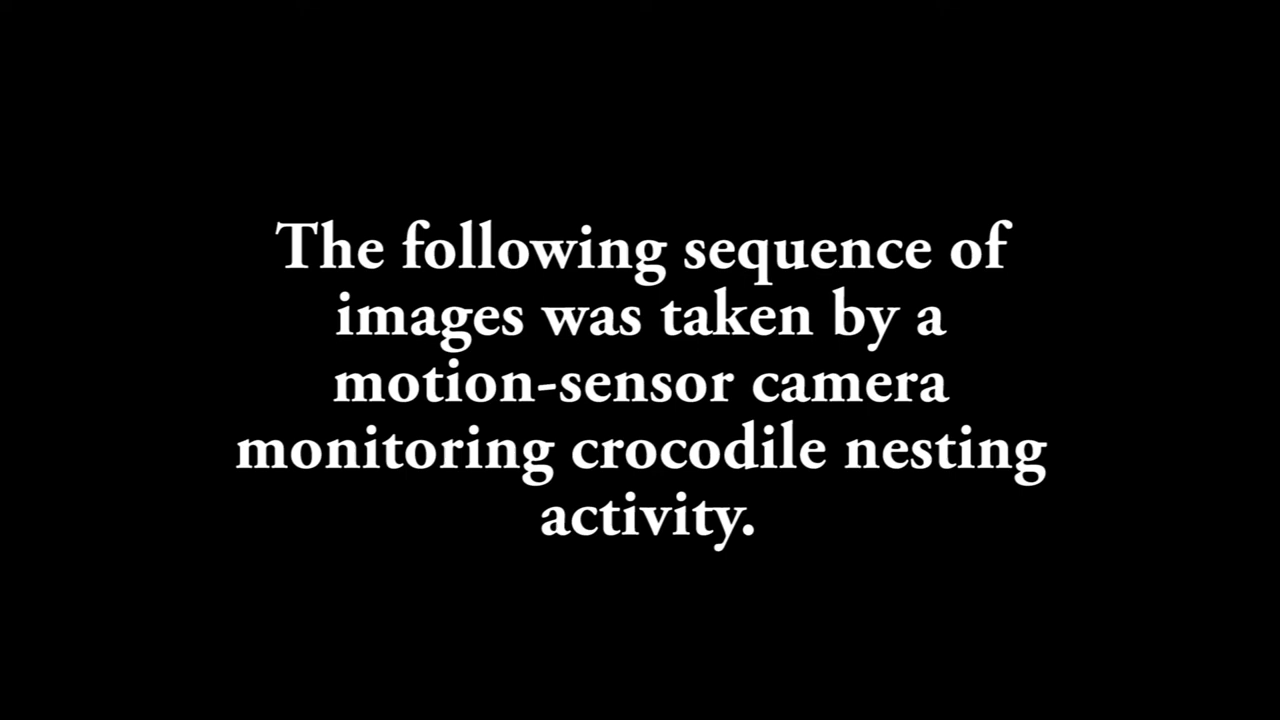 The following sequence of
images was taken by a
motion-sensor camera
monitoring crocodile nesting
activity.